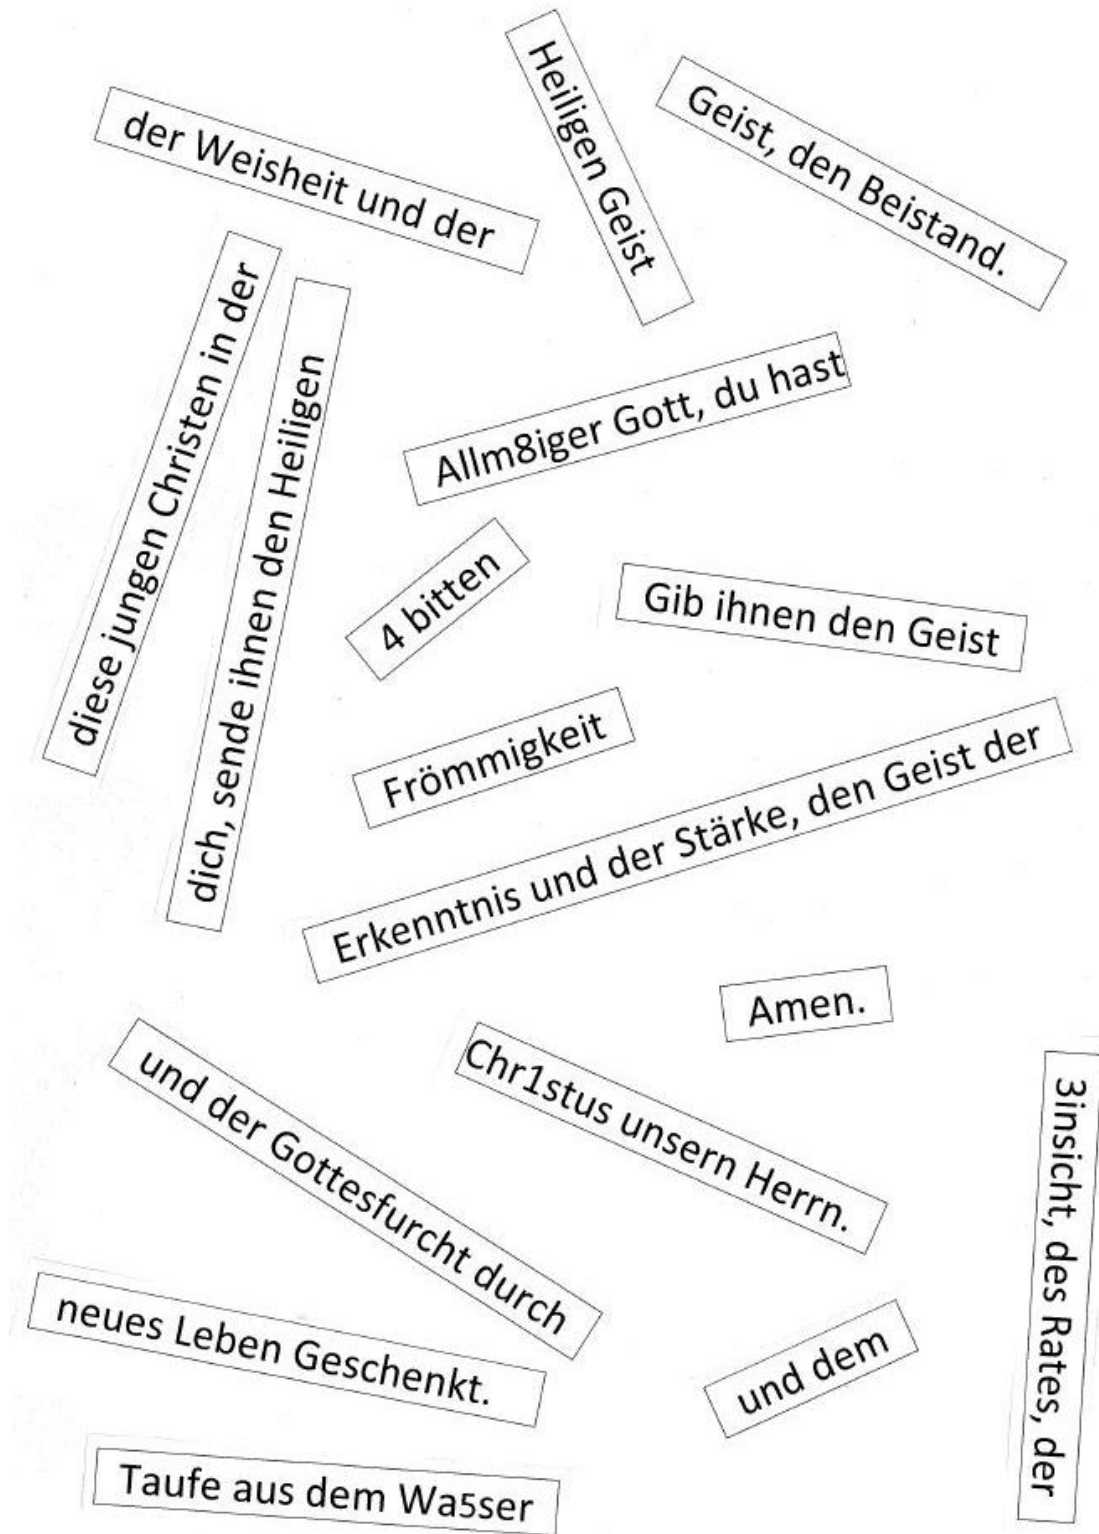 Heiligen Geist
Geist, den Beistand.
der Weisheit und der
diese jungen Christen in der
dich, sende ihnen den Heiligen
Allm8iger Gott, du hast
4 bitten
Gib ihnen den Geist
Frömmigkeit
Erkenntnis und der Stärke, den Geist der
Amen.
und der Gottesfurcht durch
Chr1stus unsern Herrn.
3insicht, des Rates, der
neues Leben Geschenkt.
und dem
Taufe aus dem Wa5ser